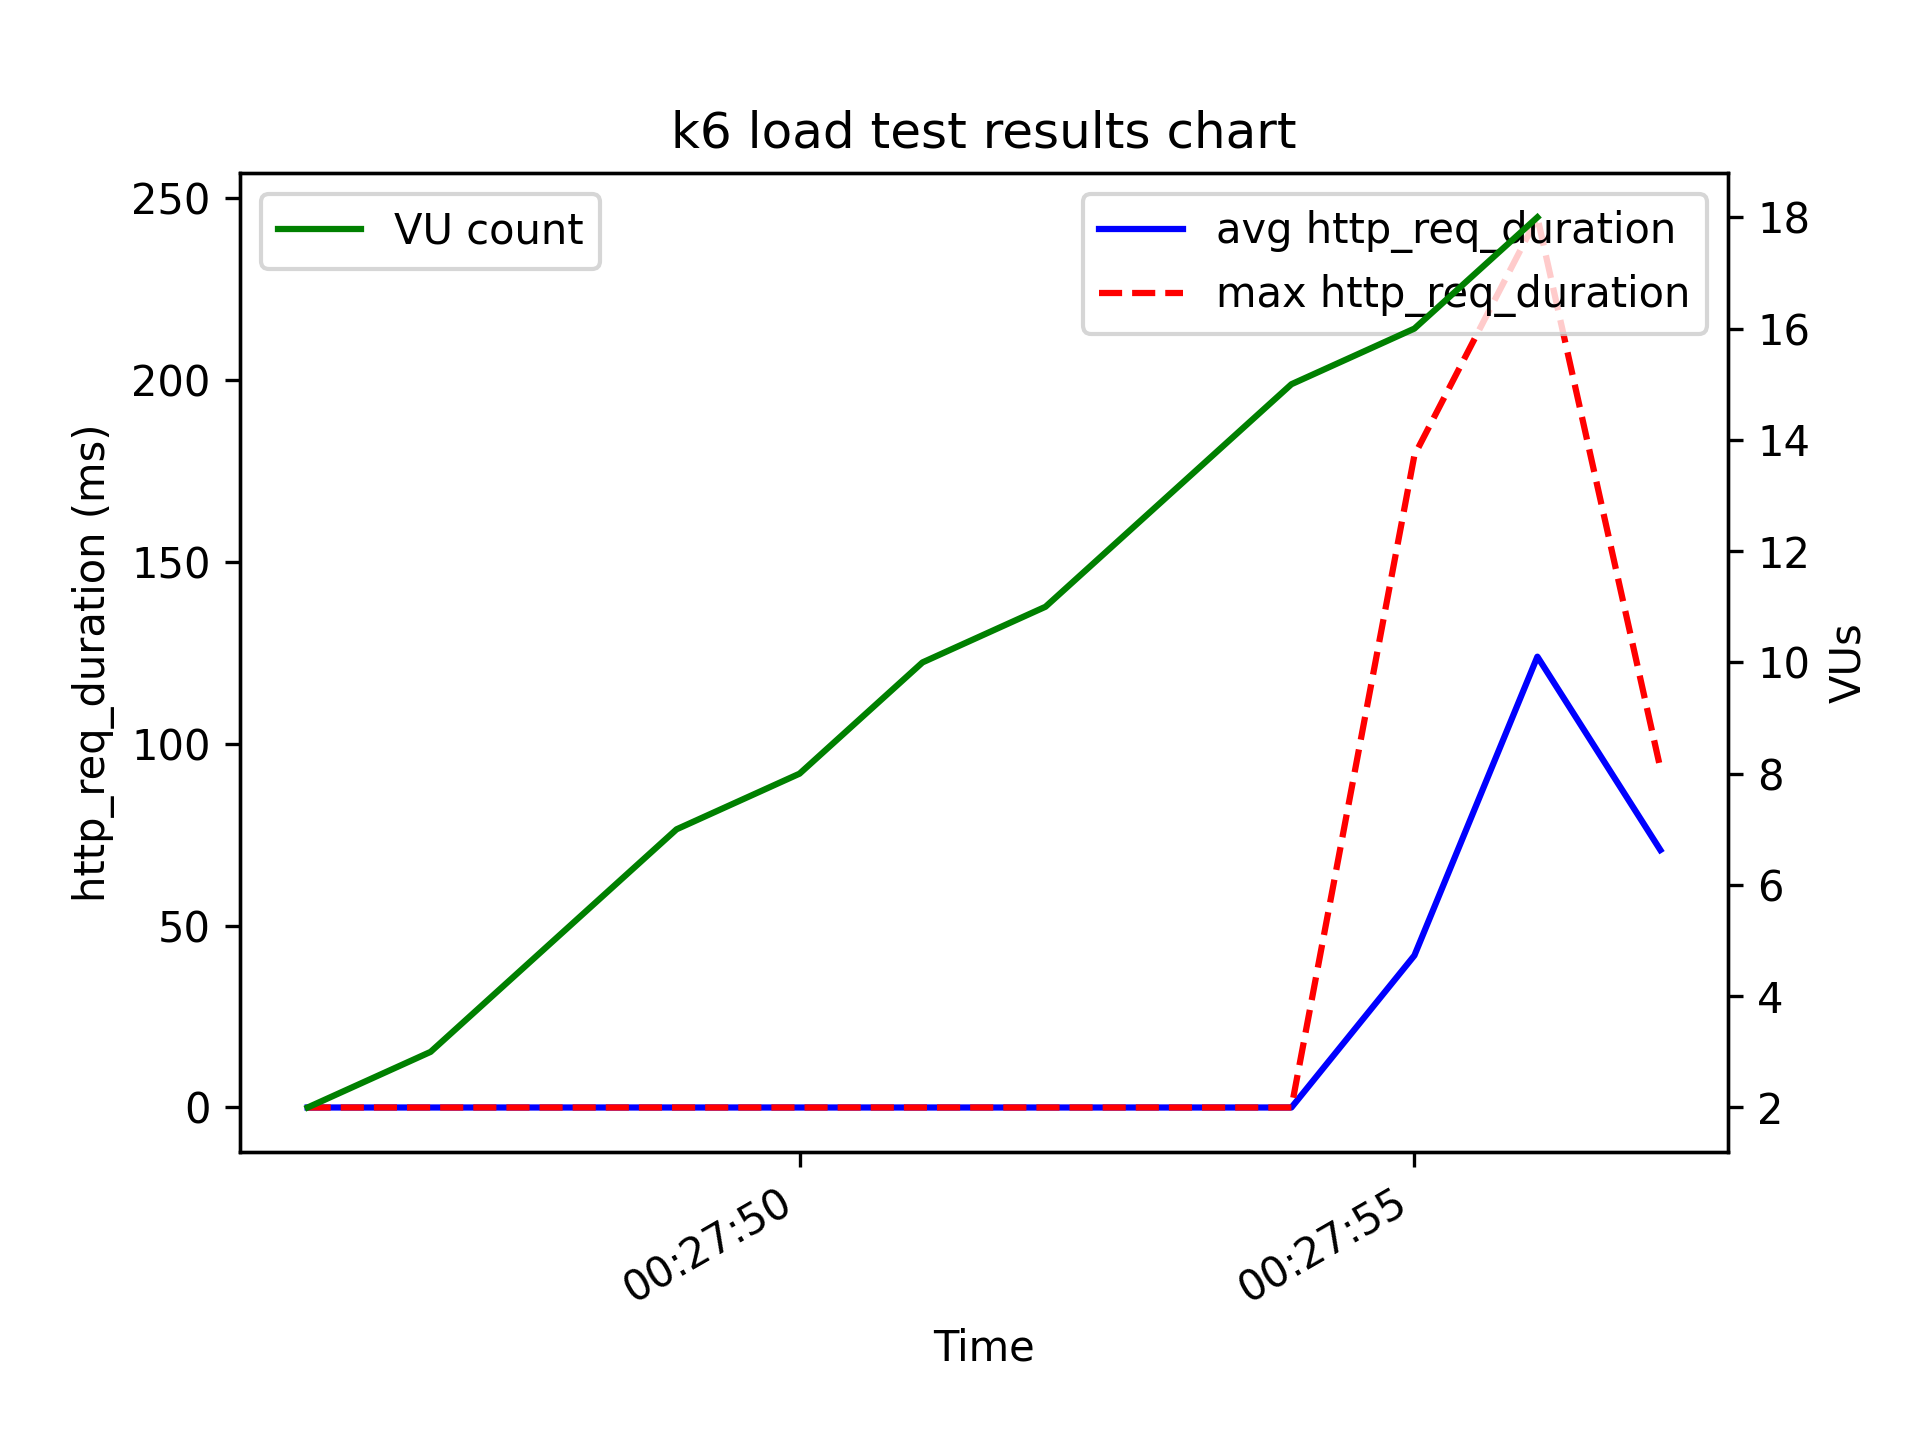 k6 load test results chart
VU count
avg http_req_duration
max http_req_duration
250
200
150
100
50
0
http_req_duration (ms)
18
16
14
12
10
8
6
4
2
VUs
00:27:50
00:27:55
Time